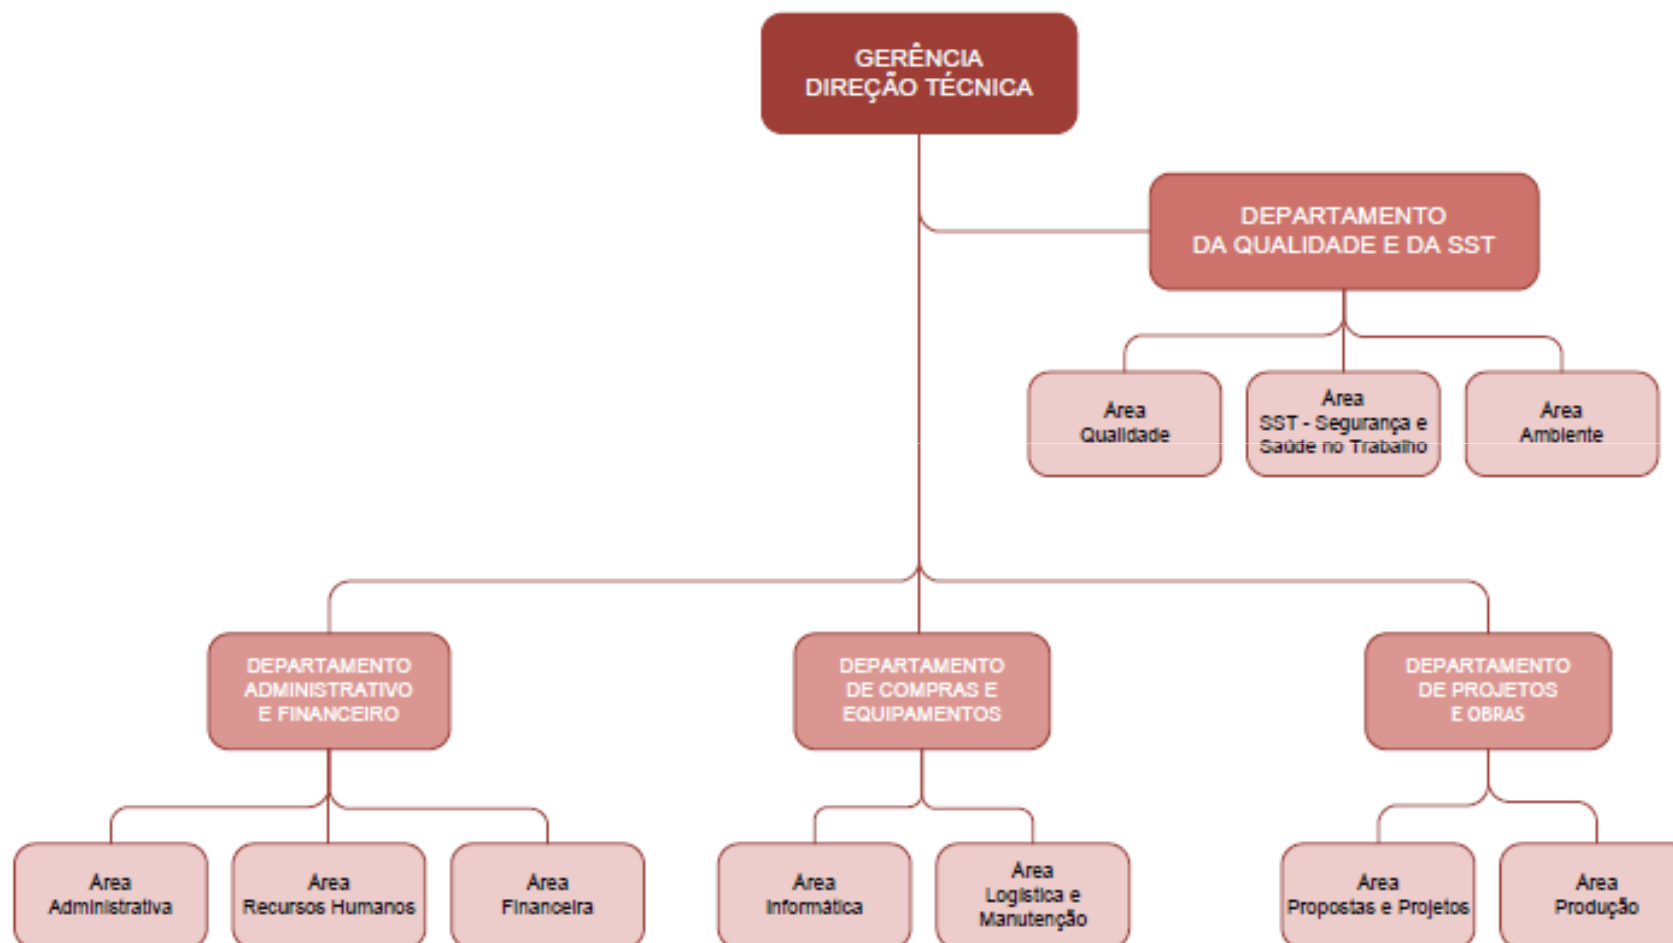 GERÊNCIA
DIREÇÃO TÉCNICA
DEPARTAMENTO
DA QUALIDADE E DA SST
Área
Qualidade
Área
SST - Segurança e
Saúde no Trabalho
Área
Ambiente
DEPARTAMENTO
ADMINISTRATIVO
E FINANCEIRO
DEPARTAMENTO
DE COMPRAS E
EQUIPAMENTOS
DEPARTAMENTO
DE PROJETOS
E OBRAS
Área
Administrativa
Área
Recursos Humanos
Área
Financeira
Área
Informática
Área
Logística e
Manutenção
Área
Propostas e Projetos
Área
Produção